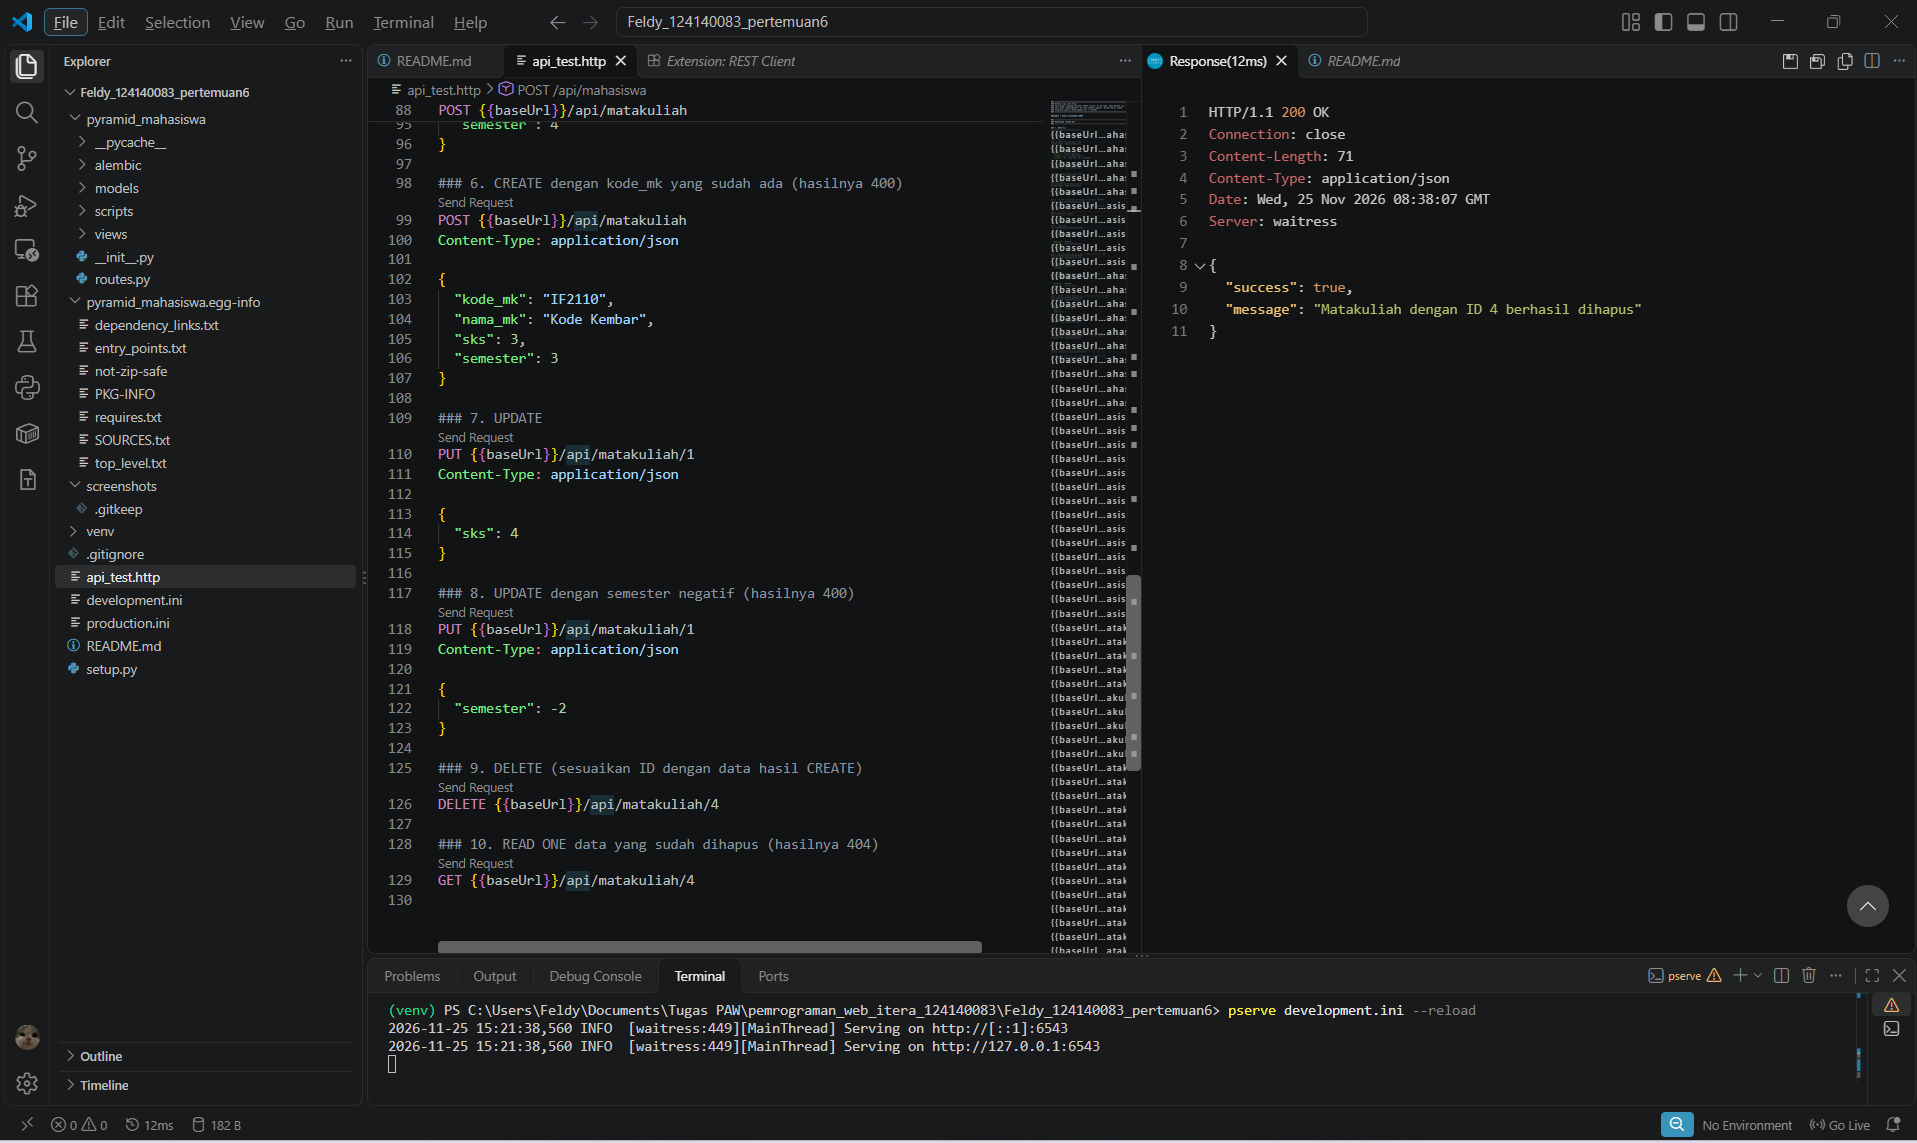 File Edit Selection View Go Run Terminal Help
Feldy_124140083_pertemuan6
Explorer
Feldy_124140083_pertemuan6
pyramid_mahasiswa
__pycache__
alembic
models
scripts
views
__init__.py
routes.py
pyramid_mahasiswa.egg-info
dependency_links.txt
entry_points.txt
not-zip-safe
PKG-INFO
requires.txt
SOURCES.txt
top_level.txt
screenshots
.gitkeep
venv
.gitignore
api_test.http
development.ini
production.ini
README.md
setup.py
Outline
Timeline
README.md
api_test.http
Extension: REST Client
api_test.http > POST /api/mahasiswa
88 POST {{baseUrl}}/api/matakuliah
95 "semester": 4
96 }
97
98 ### 6. CREATE dengan kode_mk yang sudah ada (hasilnya 400)
Send Request
99 POST {{baseUrl}}/api/matakuliah
100 Content-Type: application/json
101
102 {
103 "kode_mk": "IF2110",
104 "nama_mk": "Kode Kembar",
105 "sks": 3,
106 "semester": 3
107 }
108
109 ### 7. UPDATE
Send Request
110 PUT {{baseUrl}}/api/matakuliah/1
111 Content-Type: application/json
112
113 {
114 "sks": 4
115 }
116
117 ### 8. UPDATE dengan semester negatif (hasilnya 400)
Send Request
118 PUT {{baseUrl}}/api/matakuliah/1
119 Content-Type: application/json
120
121 {
122 "semester": -2
123 }
124
125 ### 9. DELETE (sesuaikan ID dengan data hasil CREATE)
Send Request
126 DELETE {{baseUrl}}/api/matakuliah/4
127
128 ### 10. READ ONE data yang sudah dihapus (hasilnya 404)
Send Request
129 GET {{baseUrl}}/api/matakuliah/4
130
Response(12ms)
README.md
1 HTTP/1.1 200 OK
2 Connection: close
3 Content-Length: 71
4 Content-Type: application/json
5 Date: Wed, 25 Nov 2026 08:38:07 GMT
6 Server: waitress
7
8 {
9 "success": true,
10 "message": "Matakuliah dengan ID 4 berhasil dihapus"
11 }
Problems Output Debug Console Terminal Ports
pserve
(venv) PS C:\Users\Feldy\Documents\Tugas PAW\pemrograman_web_itera_124140083\Feldy_124140083_pertemuan6> pserve development.ini --reload
2026-11-25 15:21:38,560 INFO [waitress:449][MainThread] Serving on http://[::1]:6543
2026-11-25 15:21:38,560 INFO [waitress:449][MainThread] Serving on http://127.0.0.1:6543
0 0 12ms 182 B
No Environment Go Live